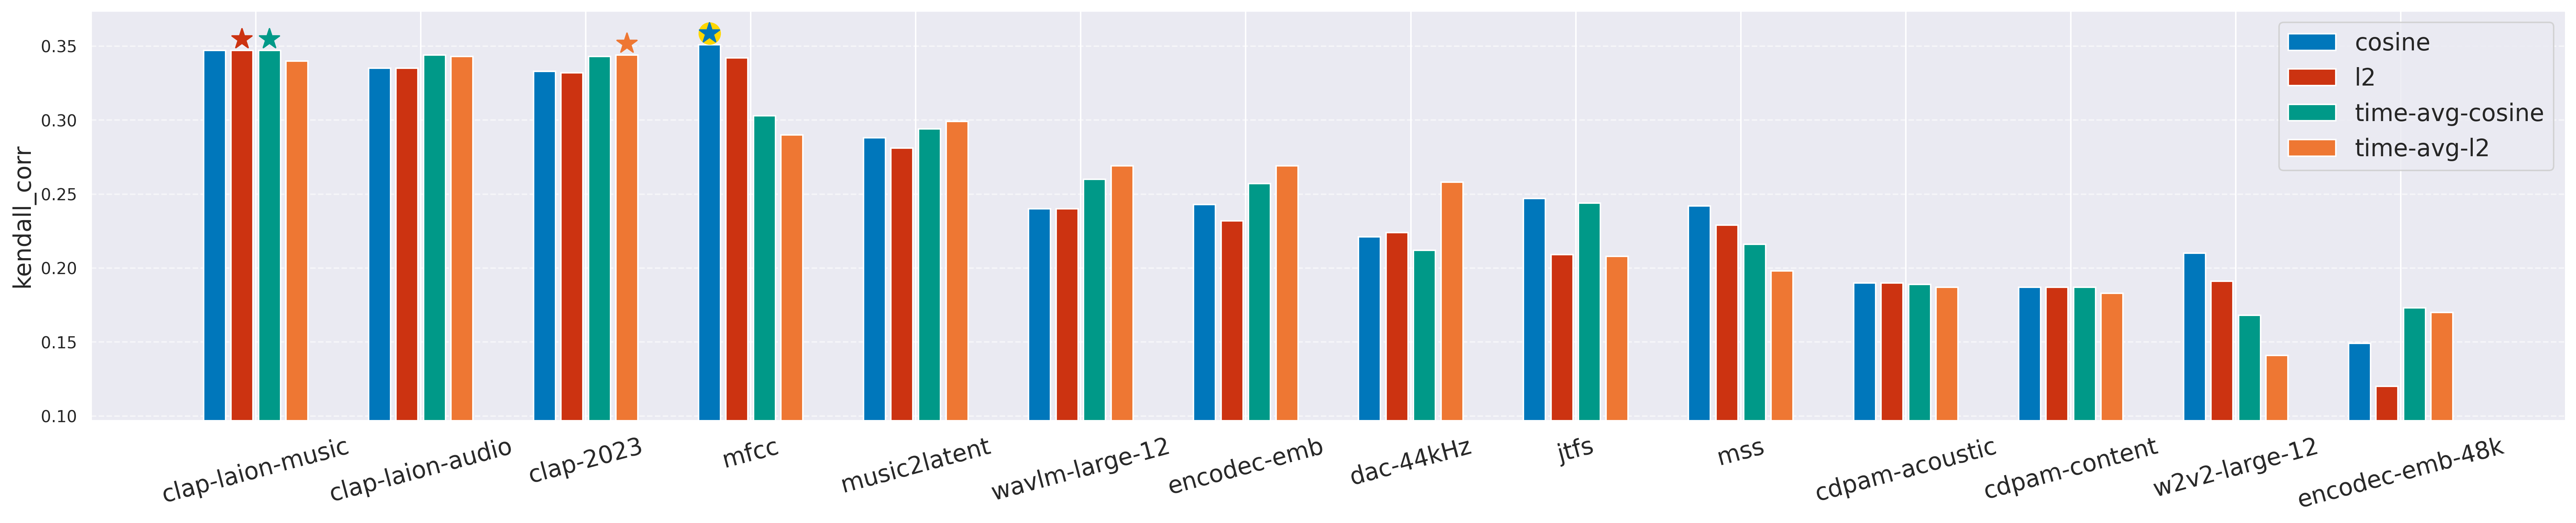 kendall_corr
0.35
0.30
0.25
0.20
0.15
0.10
cosine
l2
time-avg-cosine
time-avg-l2
clap-laion-music
clap-laion-audio
clap-2023
mfcc
music2latent
wavlm-large-12
encodec-emb
dac-44kHz
jtfs
mss
cdpam-acoustic
cdpam-content
w2v2-large-12
encodec-emb-48k